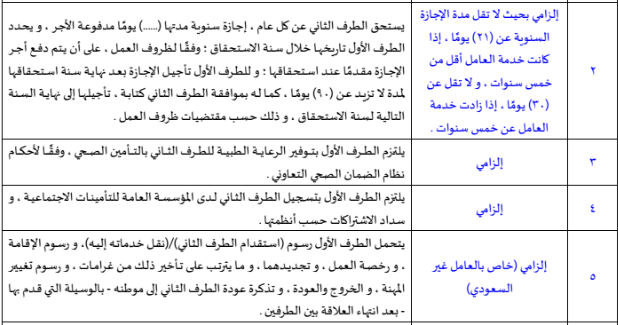 ٢
إلزامي بحيث لا تقل مدة الإجازة
السنوية عن (٢١) يومًا ، إذا
كانت خدمة العامل أقل من
خمس سنوات ، و لا تقل عن
(٣٠) يومًا ، إذا زادت خدمة
العامل عن خمس سنوات .
يستحق الطرف الثاني عن كل عام ، إجازة سنوية مدتها (......) يومًا مدفوعة الأجر ، و يحدد
الطرف الأول تاريخها خلال سنة الاستحقاق ؛ وفقًا لظروف العمل ، على أن يتم دفع أجر
الإجازة مقدمًا عند استحقاقها ؛ و للطرف الأول تأجيل الإجازة بعد نهاية سنة استحقاقها
لمدة لا تزيد عن (٩٠) يومًا ، كما له بموافقة الطرف الثاني كتابة ، تأجيلها إلى نهاية السنة
التالية لسنة الاستحقاق ، و ذلك حسب مقتضيات ظروف العمل .
٣
إلزامي
يلتزم الطرف الأول بتوفير الرعاية الطبية للطرف الثاني بالتأمين الصحي ، وفقًا لأحكام
نظام الضمان الصحي التعاوني .
٤
إلزامي
يلتزم الطرف الأول بتسجيل الطرف الثاني لدى المؤسسة العامة للتأمينات الاجتماعية ، و
سداد الاشتراكات حسب أنظمتها .
٥
إلزامي (خاص بالعامل غير
السعودي)
يتحمل الطرف الأول رسوم (استقدام الطرف الثاني)/(نقل خدماته إليه)، و رسوم الإقامة
، و رخصة العمل ، و تجديدهما ، و ما يترتب على تأخير ذلك من غرامات ، و رسوم تغيير
المهنة ، و الخروج والعودة ، و تذكرة عودة الطرف الثاني إلى موطنه - بالوسيلة التي قدم بها
- بعد انتهاء العلاقة بين الطرفين .